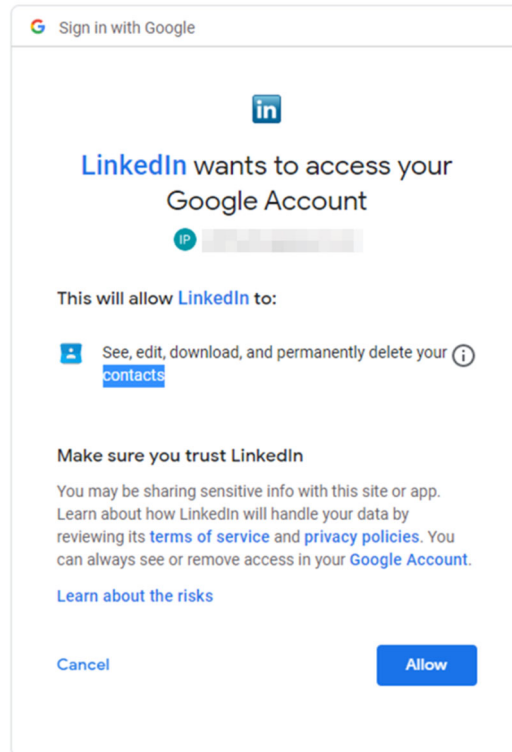 Sign in with Google
in
LinkedIn wants to access your
Google Account
IP
This will allow LinkedIn to:
See, edit, download, and permanently delete your
contacts
Make sure you trust LinkedIn
You may be sharing sensitive info with this site or app.
Learn about how LinkedIn will handle your data by
reviewing its terms of service and privacy policies. You
can always see or remove access in your Google Account.
Learn about the risks
Cancel
Allow